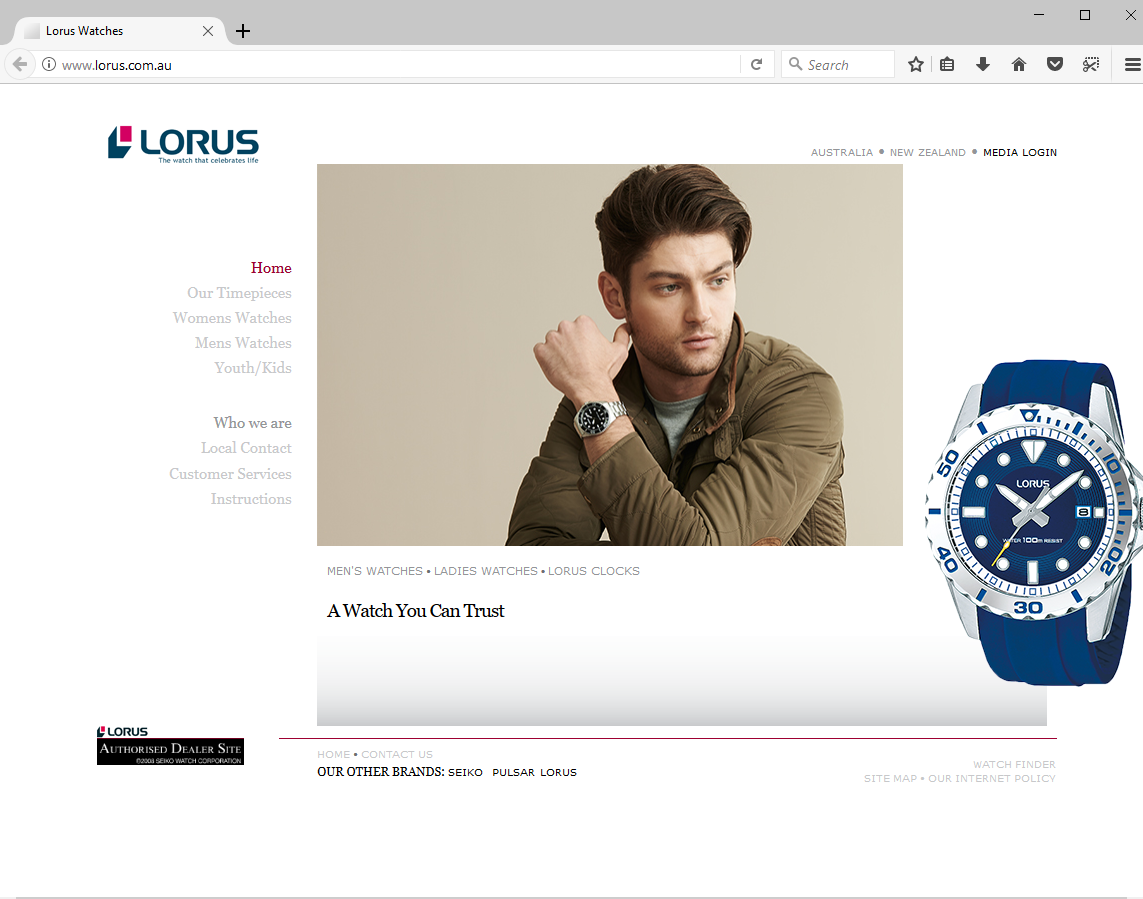 Lorus Watches
www.lorus.com.au
Search
LORUS
The watch that celebrates life
AUSTRALIA • NEW ZEALAND • MEDIA LOGIN
Home
Our Timepieces
Womens Watches
Mens Watches
Youth/Kids
Who we are
Local Contact
Customer Services
Instructions
50
10
LORUS
8
WATER 100m RESIST
40
20
30
MEN'S WATCHES • LADIES WATCHES • LORUS CLOCKS
A Watch You Can Trust
LORUS
AUTHORISED DEALER SITE
©2008 SEIKO WATCH CORPORATION
HOME • CONTACT US
OUR OTHER BRANDS: SEIKO PULSAR LORUS
WATCH FINDER
SITE MAP • OUR INTERNET POLICY